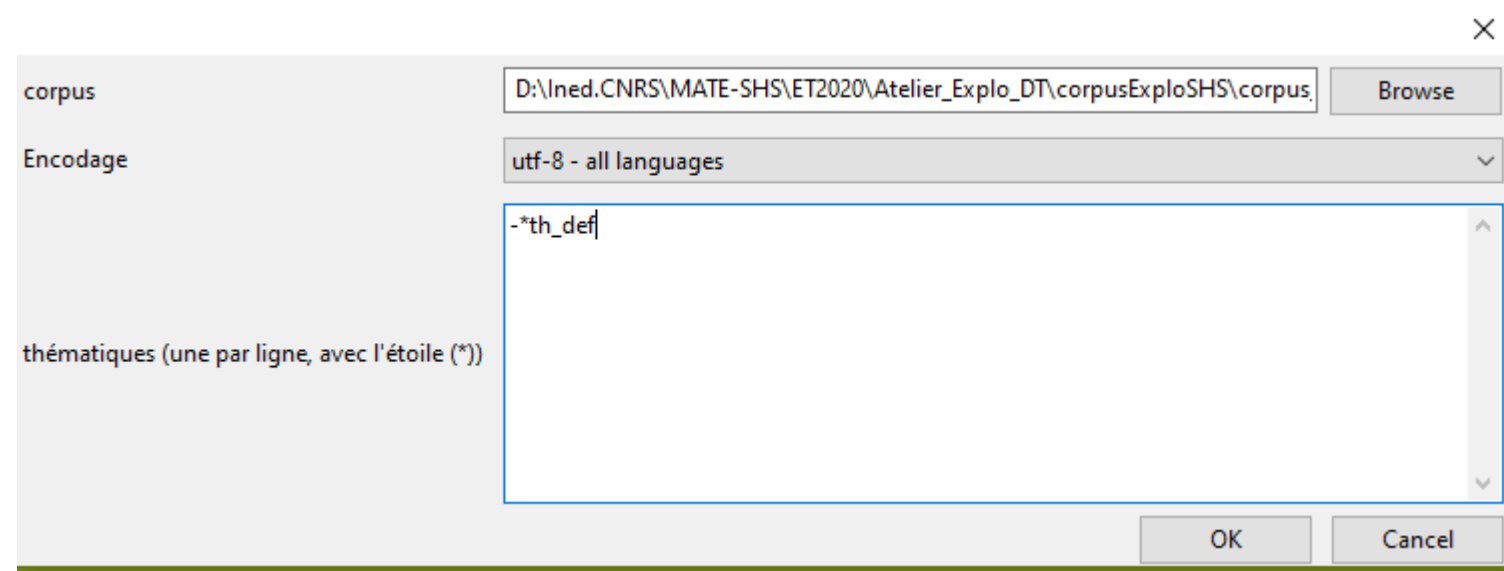 corpus
D:\Ined.CNRS\MATE-SHS\ET2020\Atelier_Explo_DT\corpusExploSHS\corpus_
Browse
Encodage
utf-8 - all languages
-*th_def
thématiques (une par ligne, avec l'étoile (*))
OK
Cancel